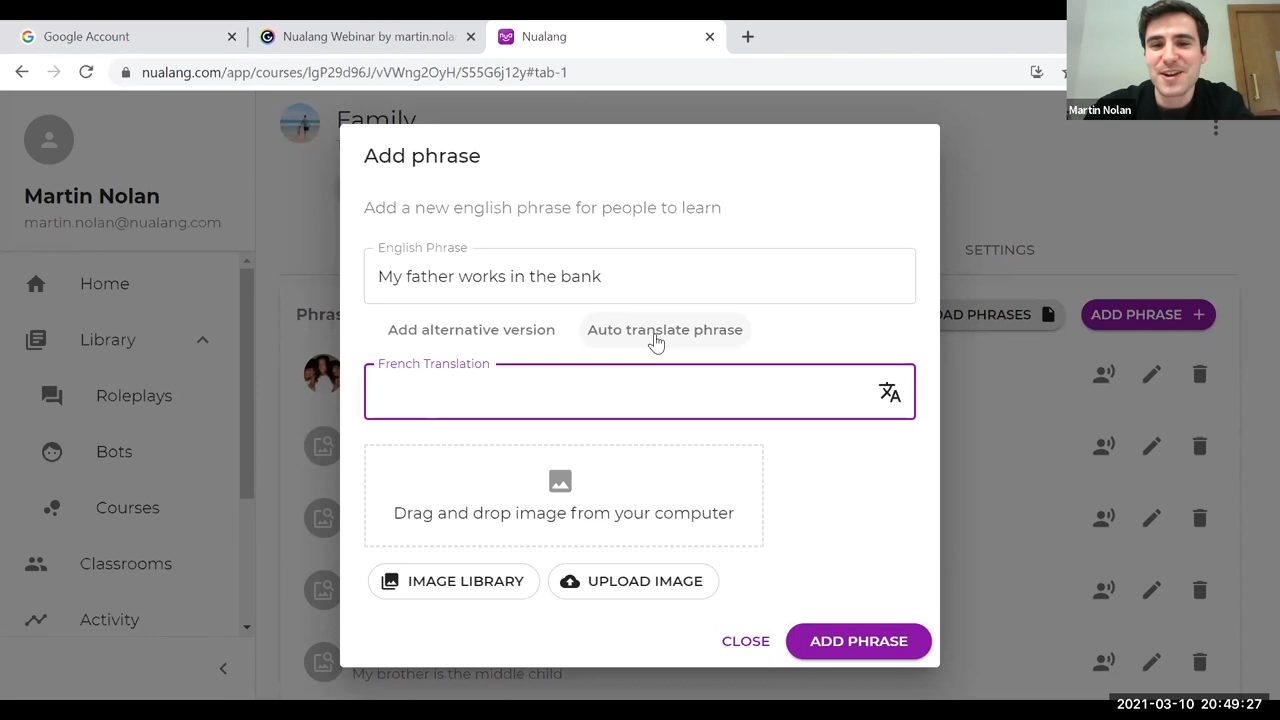 Google Account
Nualang Webinar by martin.nola
Nualang
nualang.com/app/courses/lgP29d96J/vVWng2OyH/S55G6j12y#tab-1
Martin Nolan
Martin Nolan
martin.nolan@nualang.com
Home
Library
Roleplays
Bots
Courses
Classrooms
Activity
Family
SETTINGS
Phras
AD PHRASES
ADD PHRASE +
Add phrase
Add a new english phrase for people to learn
English Phrase
My father works in the bank
Add alternative version
Auto translate phrase
French Translation
Drag and drop image from your computer
IMAGE LIBRARY
UPLOAD IMAGE
CLOSE
ADD PHRASE
My brother is the middle child
2021-03-10 20:49:27